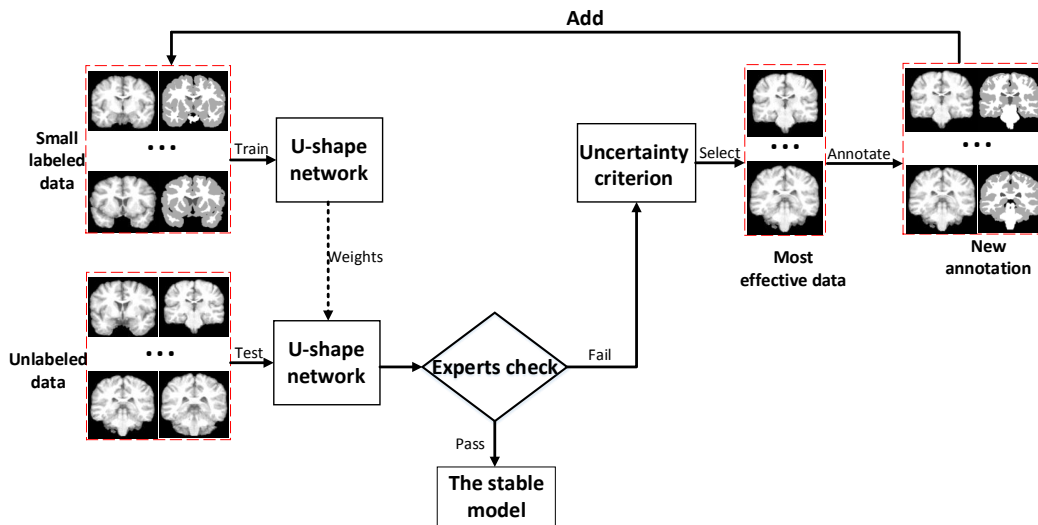 Add
Small
labeled
data
• • •
Train
U-shape
network
Uncertainty
criterion
Select
• • •
Annotate
• • •
Most
effective data
New
annotation
Weights
Unlabeled
data
• • •
Test
U-shape
network
Experts check
Fail
Pass
The stable
model